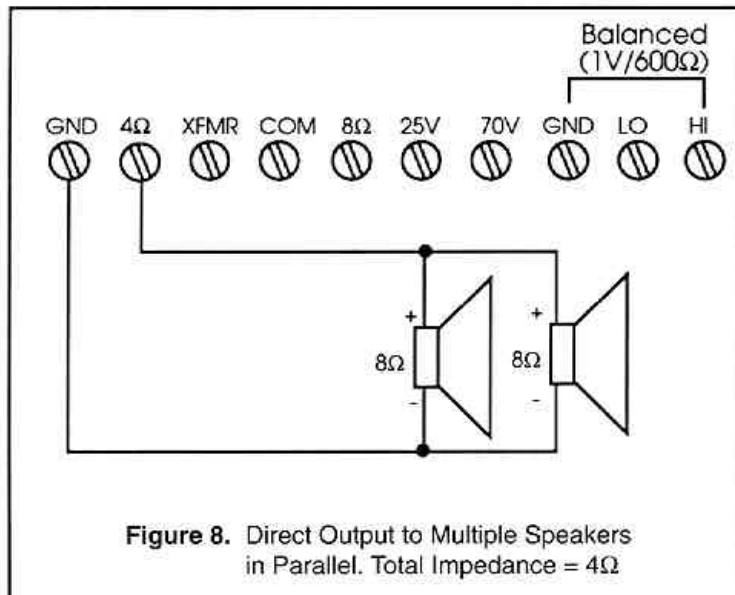 Balanced
(1V/600Ω)
GND 4Ω XFMR COM 8Ω 25V 70V GND LO HI
+ +
8Ω 8Ω
- -
Figure 8. Direct Output to Multiple Speakers
in Parallel. Total Impedance = 4Ω